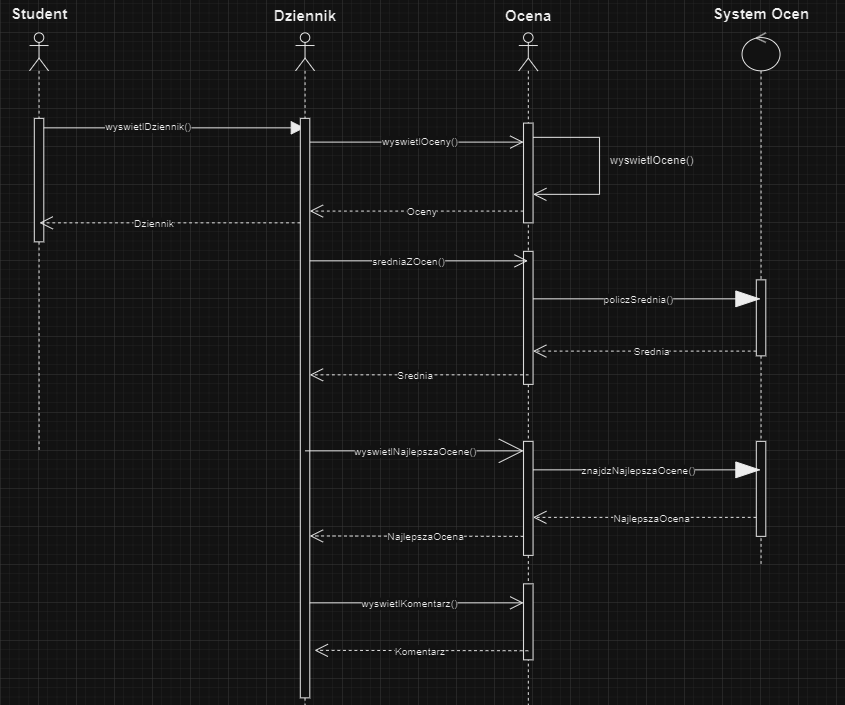 Student
Dziennik
Ocena
System Ocen
wyswietlDziennik()
wyswietlOceny()
wyswietlOcene()
Oceny
Dziennik
sredniaZOcen()
policzSrednia()
Srednia
Srednia
wyswietlNajlepszaOcene()
znajdzNajlepszaOcene()
NajlepszaOcena
NajlepszaOcena
wyswietlKomentarz()
Komentarz